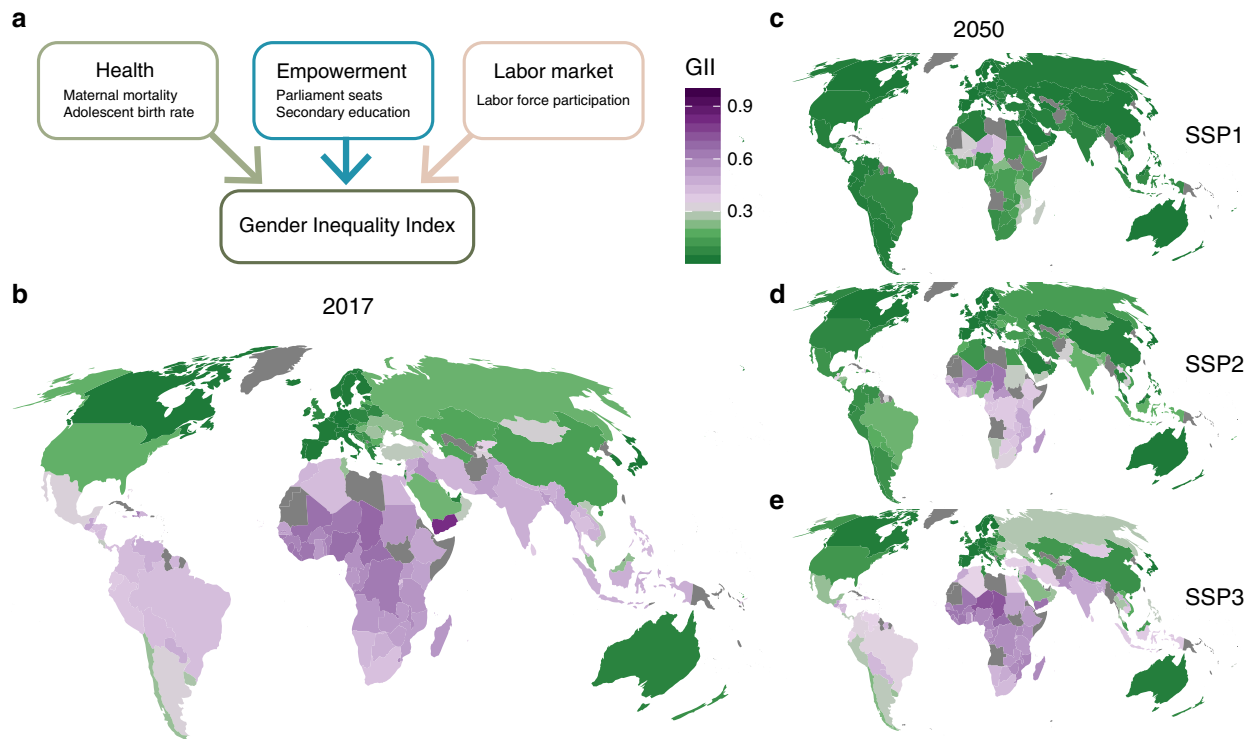 a
Health
Maternal mortality
Adolescent birth rate
Empowerment
Parliament seats
Secondary education
Labor market
Labor force participation
Gender Inequality Index
GII
0.9
0.6
0.3
b
2017
c
2050
SSP1
d
SSP2
e
SSP3